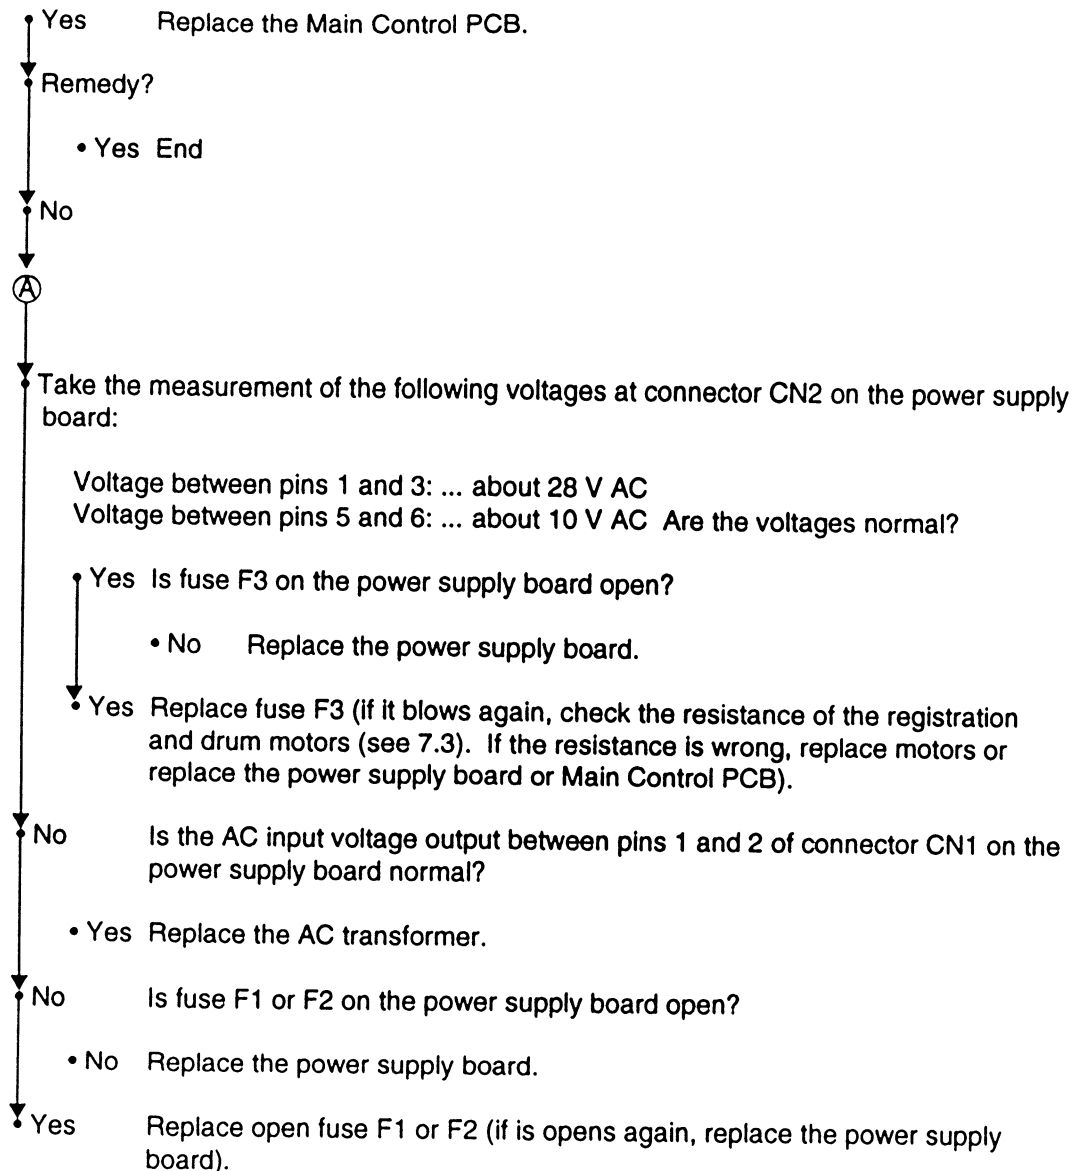 Yes Replace the Main Control PCB.
Remedy?
• Yes End
No
A
Take the measurement of the following voltages at connector CN2 on the power supply
board:
Voltage between pins 1 and 3: ... about 28 V AC
Voltage between pins 5 and 6: ... about 10 V AC Are the voltages normal?
Yes Is fuse F3 on the power supply board open?
• No Replace the power supply board.
Yes Replace fuse F3 (if it blows again, check the resistance of the registration
and drum motors (see 7.3). If the resistance is wrong, replace motors or
replace the power supply board or Main Control PCB).
No Is the AC input voltage output between pins 1 and 2 of connector CN1 on the
power supply board normal?
• Yes Replace the AC transformer.
No Is fuse F1 or F2 on the power supply board open?
• No Replace the power supply board.
Yes Replace open fuse F1 or F2 (if is opens again, replace the power supply
board).